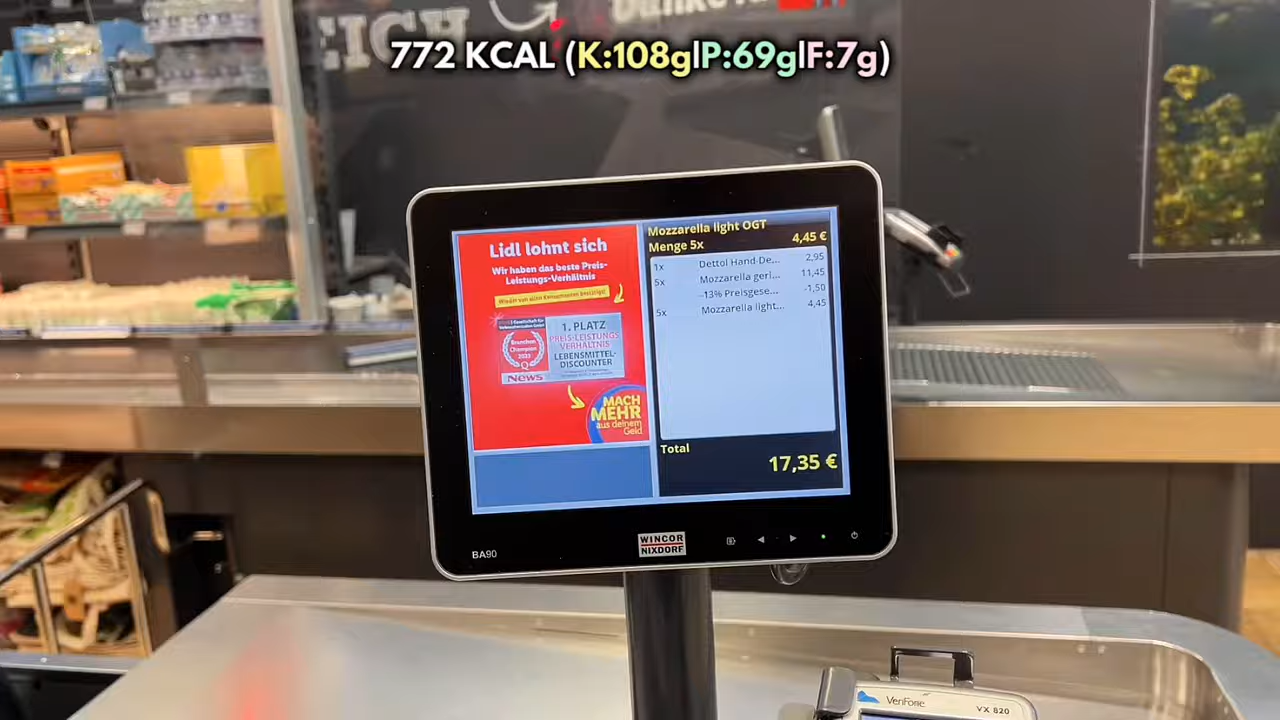 EICH
772 KCAL (K:108g|P:69g|F:7g)
Lidl lohnt sich
Wir haben das beste Preis-
Leistungs-Verhältnis
1. PLATZ
PREIS-LEISTUNGS
VERHÄLTNIS
LEBENSMITTEL-
DISCOUNTER
Branchen
Champion
News
MACH
MEHR
aus deinem
Geld
Mozzarella light OGT
Menge 5x 4,45 €
1x Dettol Hand-De... 2,95
5x Mozzarella geri... 11,45
-13% Preisgese... -1,50
5x Mozzarella light... 4,45
Total
17,35 €
BA90
WINCOR
NIXDORF
VeriFone
VX 820